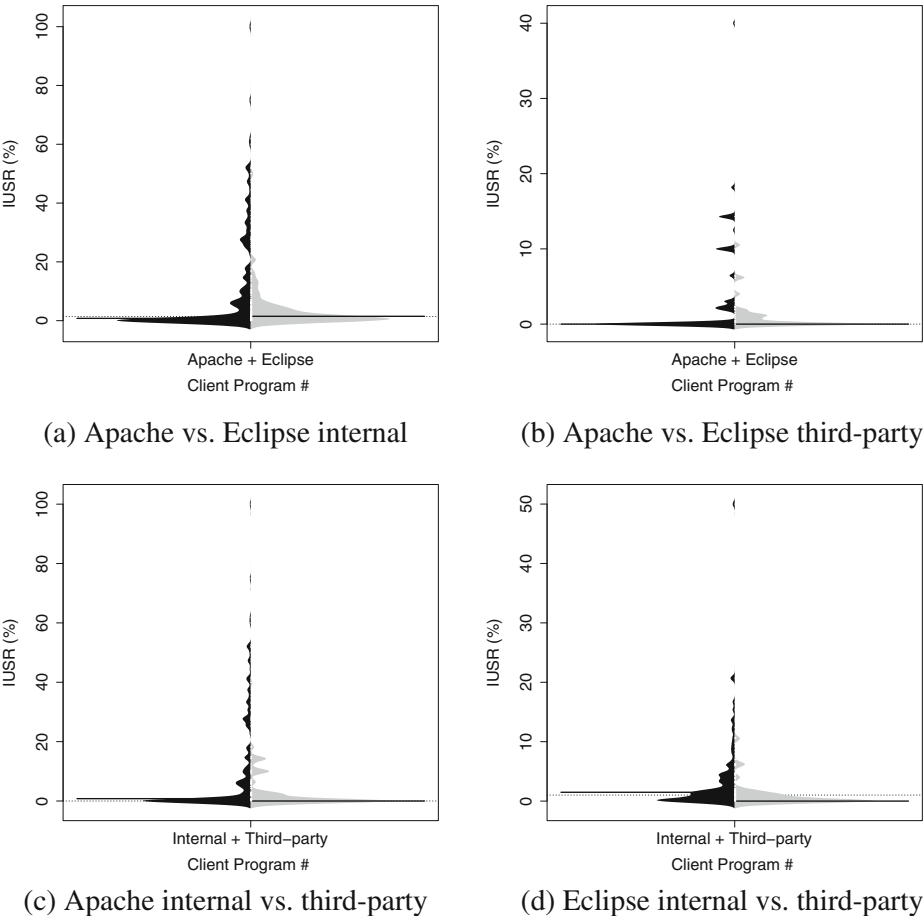 100
80
60
40
20
0
IUSR (%)
Apache + Eclipse
Client Program #
(a) Apache vs. Eclipse internal
40
30
20
10
0
IUSR (%)
Apache + Eclipse
Client Program #
(b) Apache vs. Eclipse third-party
100
80
60
40
20
0
IUSR (%)
Internal + Third−party
Client Program #
(c) Apache internal vs. third-party
50
40
30
20
10
0
IUSR (%)
Internal + Third−party
Client Program #
(d) Eclipse internal vs. third-party